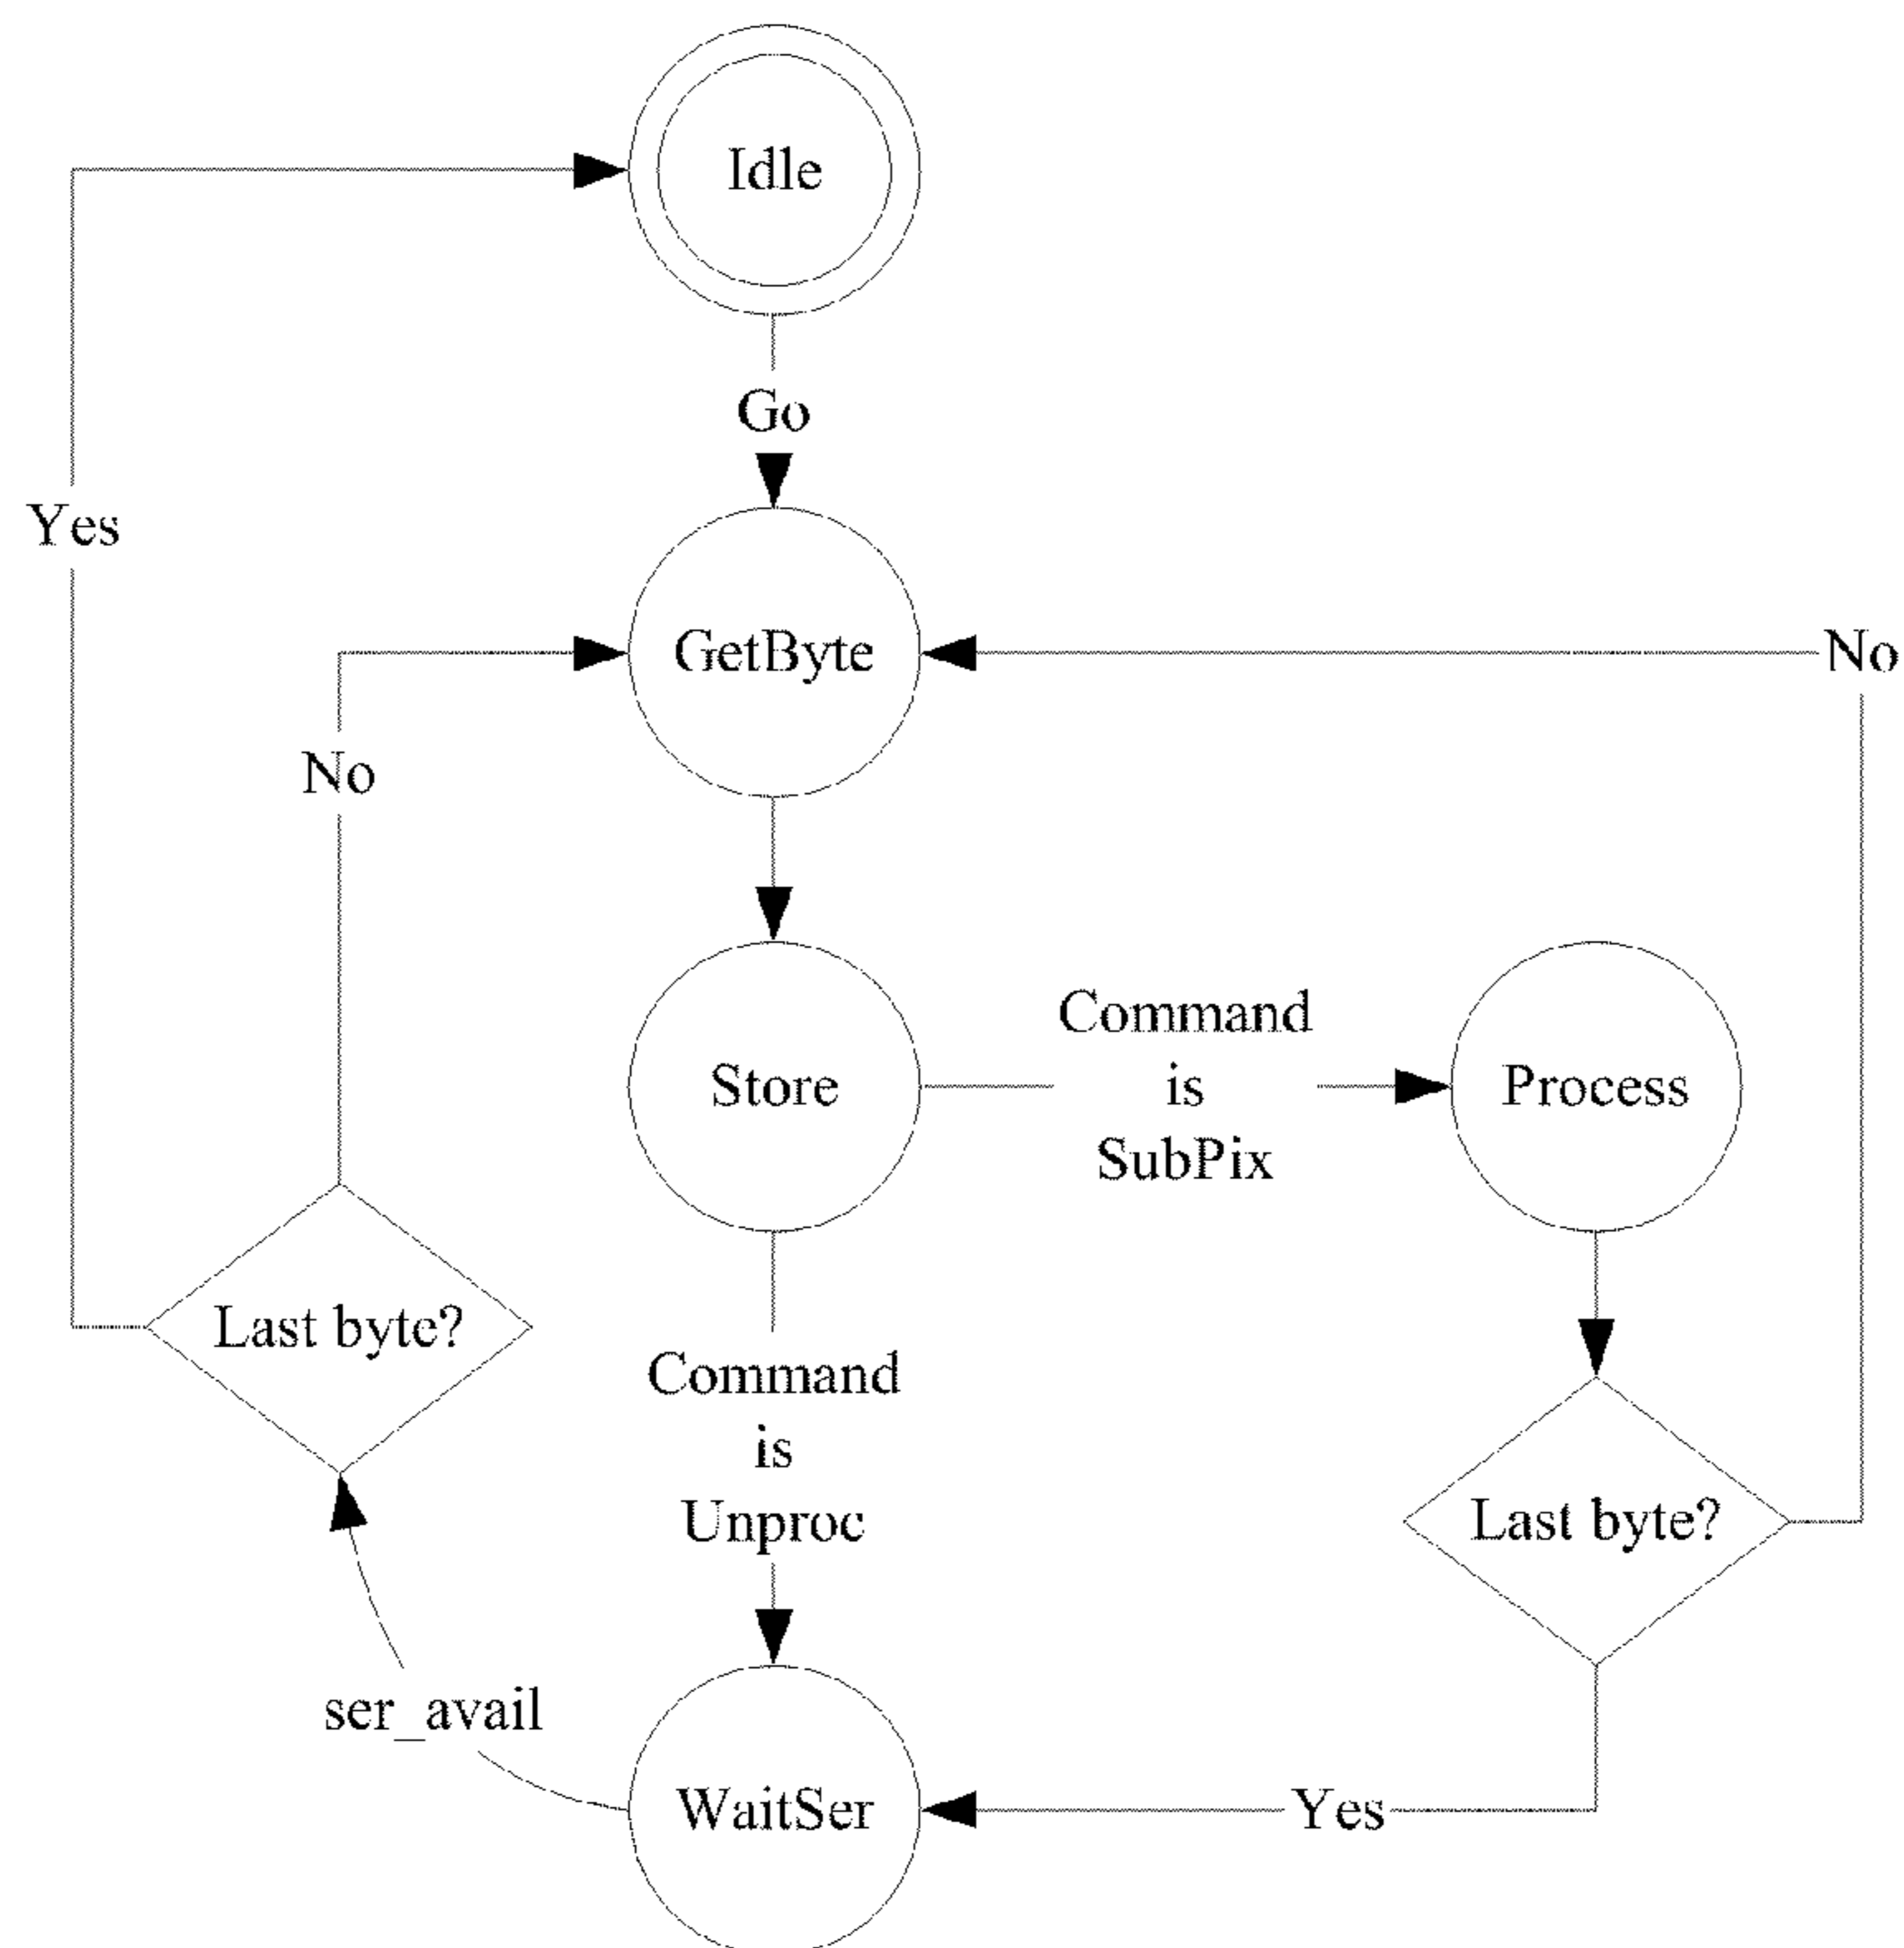 Idle
Go
Yes
GetByte
No
No
Command
is
SubPix
Store
Process
Last byte?
Command
is
Unproc
Last byte?
ser_avail
WaitSer
Yes